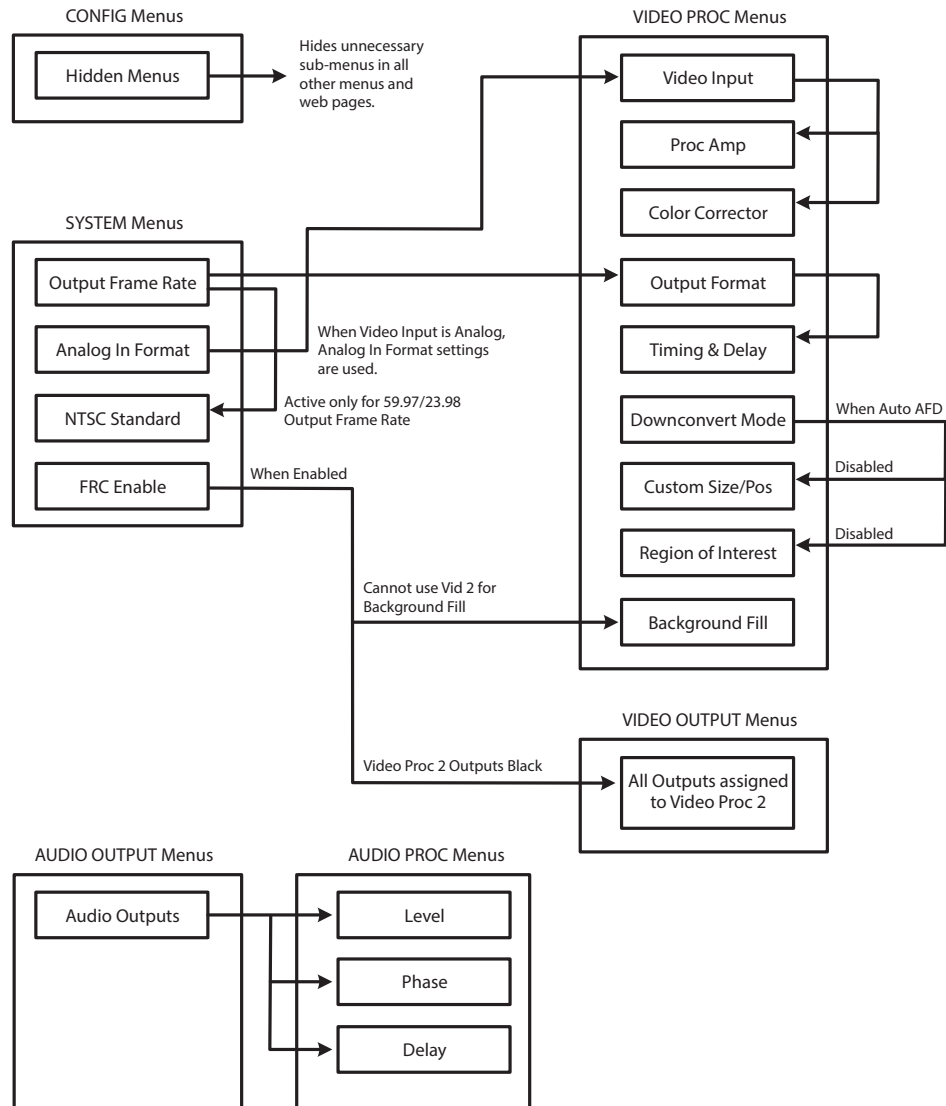 CONFIG Menus
Hidden Menus
Hides unnecessary
sub-menus in all
other menus and
web pages.
SYSTEM Menus
Output Frame Rate
Analog In Format
NTSC Standard
FRC Enable
When Video Input is Analog,
Analog In Format settings
are used.
Active only for 59.97/23.98
Output Frame Rate
When Enabled
Cannot use Vid 2 for
Background Fill
Video Proc 2 Outputs Black
VIDEO PROC Menus
Video Input
Proc Amp
Color Corrector
Output Format
Timing & Delay
Downconvert Mode
When Auto AFD
Custom Size/Pos
Disabled
Region of Interest
Disabled
Background Fill
VIDEO OUTPUT Menus
All Outputs assigned
to Video Proc 2
AUDIO OUTPUT Menus
Audio Outputs
AUDIO PROC Menus
Level
Phase
Delay